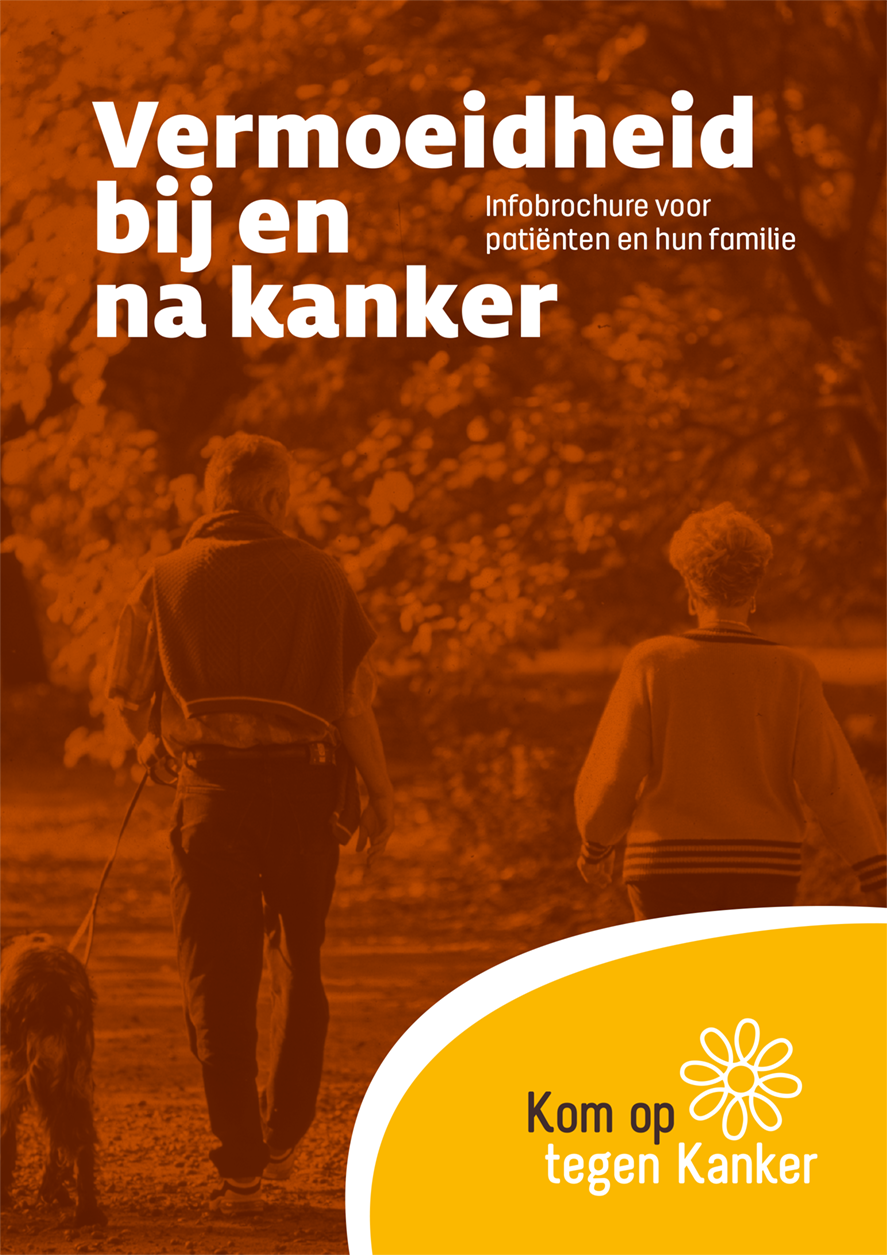 Vermoeidheid
bij en
na kanker
Infobrochure voor
patiënten en hun familie
Kom op
tegen Kanker